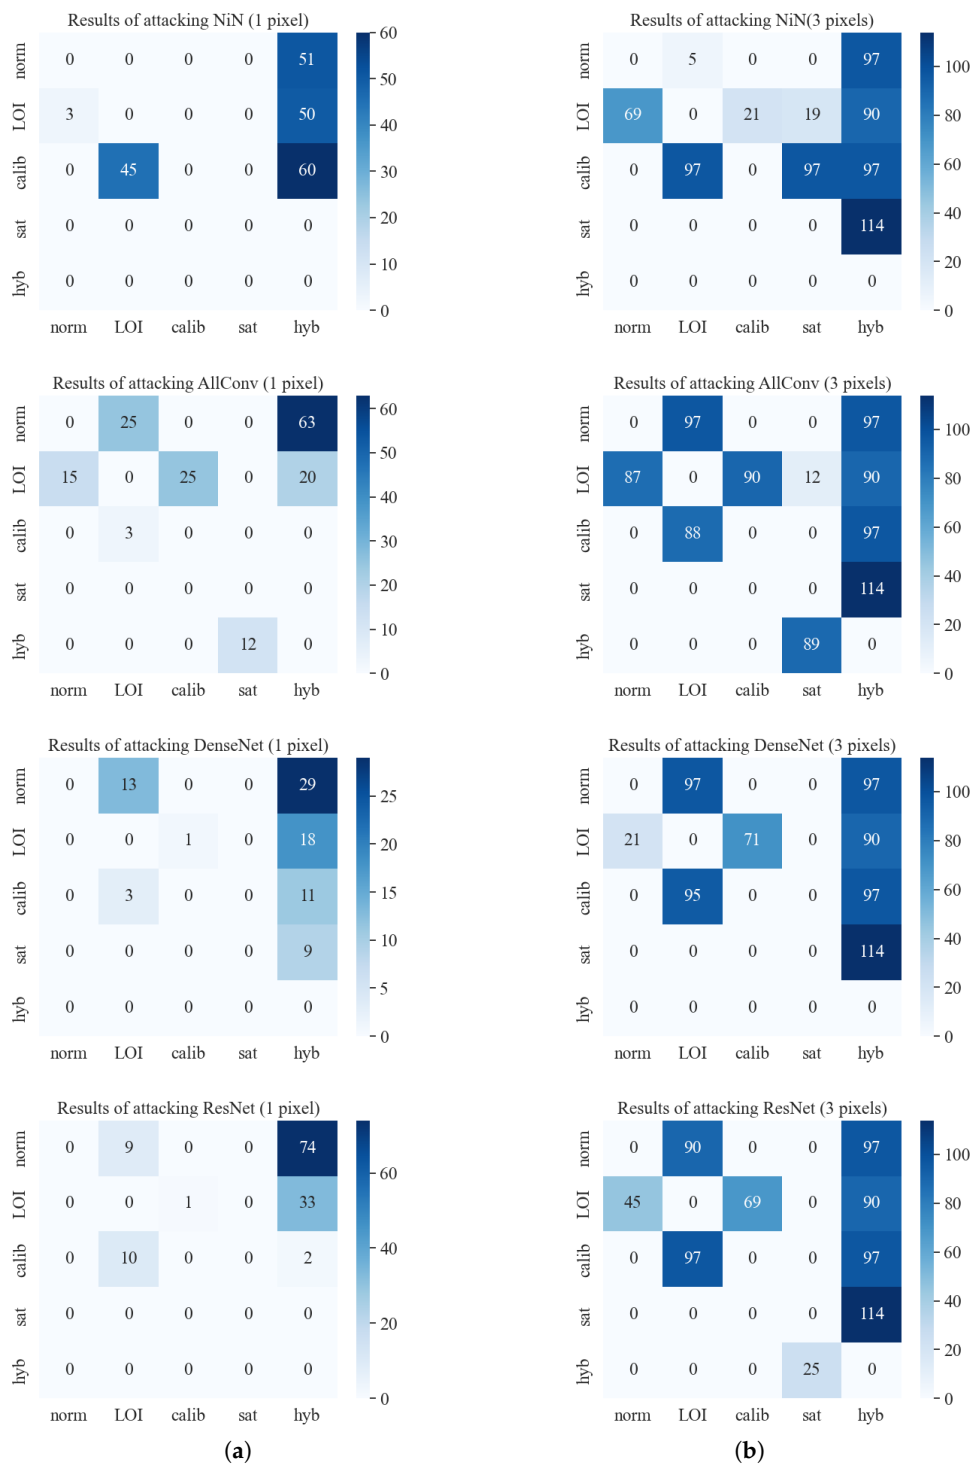 Results of attacking NiN (1 pixel)
norm 0 0 0 0 51
LOI 3 0 0 0 50
calib 0 45 0 0 60
sat 0 0 0 0 0
hyb 0 0 0 0 0
norm LOI calib sat hyb
60
50
40
30
20
10
0
Results of attacking NiN(3 pixels)
norm 0 5 0 0 97
LOI 69 0 21 19 90
calib 0 97 0 97 97
sat 0 0 0 0 114
hyb 0 0 0 0 0
norm LOI calib sat hyb
100
80
60
40
20
0
Results of attacking AllConv (1 pixel)
norm 0 25 0 0 63
LOI 15 0 25 0 20
calib 0 3 0 0 0
sat 0 0 0 0 0
hyb 0 0 0 12 0
norm LOI calib sat hyb
60
50
40
30
20
10
0
Results of attacking AllConv (3 pixels)
norm 0 97 0 0 97
LOI 87 0 90 12 90
calib 0 88 0 0 97
sat 0 0 0 0 114
hyb 0 0 0 89 0
norm LOI calib sat hyb
100
80
60
40
20
0
Results of attacking DenseNet (1 pixel)
norm 0 13 0 0 29
LOI 0 0 1 0 18
calib 0 3 0 0 11
sat 0 0 0 0 9
hyb 0 0 0 0 0
norm LOI calib sat hyb
25
20
15
10
5
0
Results of attacking DenseNet (3 pixels)
norm 0 97 0 0 97
LOI 21 0 71 0 90
calib 0 95 0 0 97
sat 0 0 0 0 114
hyb 0 0 0 0 0
norm LOI calib sat hyb
100
80
60
40
20
0
Results of attacking ResNet (1 pixel)
norm 0 9 0 0 74
LOI 0 0 1 0 33
calib 0 10 0 0 2
sat 0 0 0 0 0
hyb 0 0 0 0 0
norm LOI calib sat hyb
60
40
20
0
Results of attacking ResNet (3 pixels)
norm 0 90 0 0 97
LOI 45 0 69 0 90
calib 0 97 0 0 97
sat 0 0 0 0 114
hyb 0 0 0 25 0
norm LOI calib sat hyb
100
80
60
40
20
0
(a)
(b)